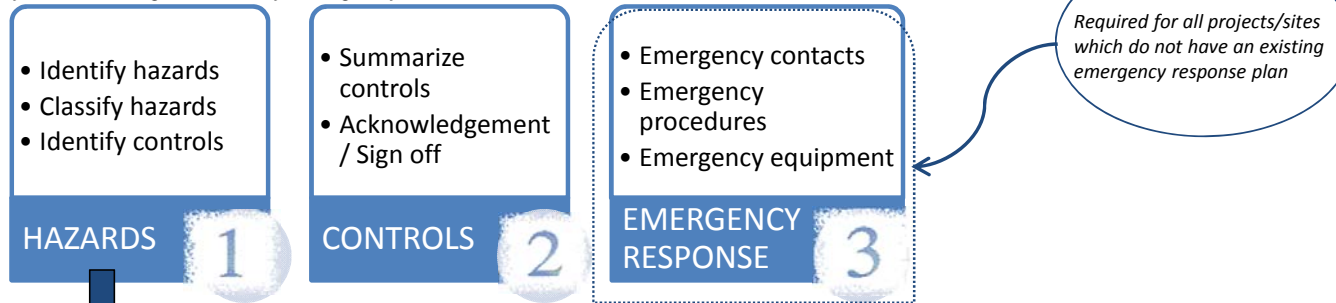 • Identify hazards
• Classify hazards
• Identify controls
HAZARDS
1
• Summarize
controls
• Acknowledgement
/ Sign off
CONTROLS
2
• Emergency contacts
• Emergency
procedures
• Emergency equipment
EMERGENCY
RESPONSE
3
Required for all projects/sites
which do not have an existing
emergency response plan